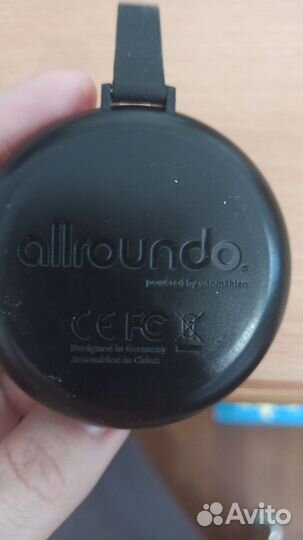 allroundo®
powered by vonmählen
CE FC
Designed in Germany
Assembled in China
Avito